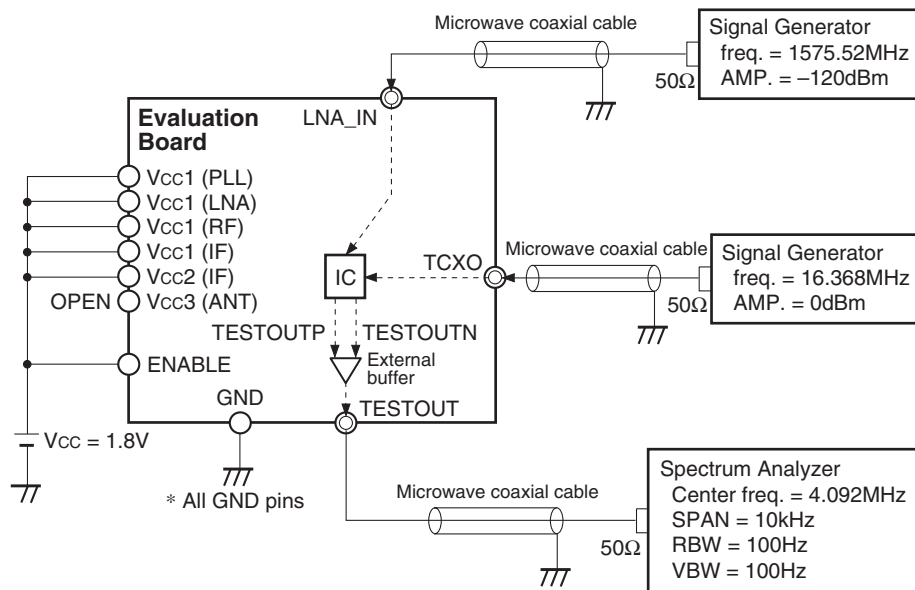 Microwave coaxial cable
Signal Generator
freq. = 1575.52MHz
AMP. = –120dBm
50Ω
LNA_IN
Evaluation
Board
VCC1 (PLL)
VCC1 (LNA)
VCC1 (RF)
VCC1 (IF)
VCC2 (IF)
OPEN
VCC3 (ANT)
ENABLE
IC
TCXO
Microwave coaxial cable
50Ω
Signal Generator
freq. = 16.368MHz
AMP. = 0dBm
TESTOUTP
TESTOUTN
External
buffer
GND
TESTOUT
VCC = 1.8V
* All GND pins
Microwave coaxial cable
50Ω
Spectrum Analyzer
Center freq. = 4.092MHz
SPAN = 10kHz
RBW = 100Hz
VBW = 100Hz